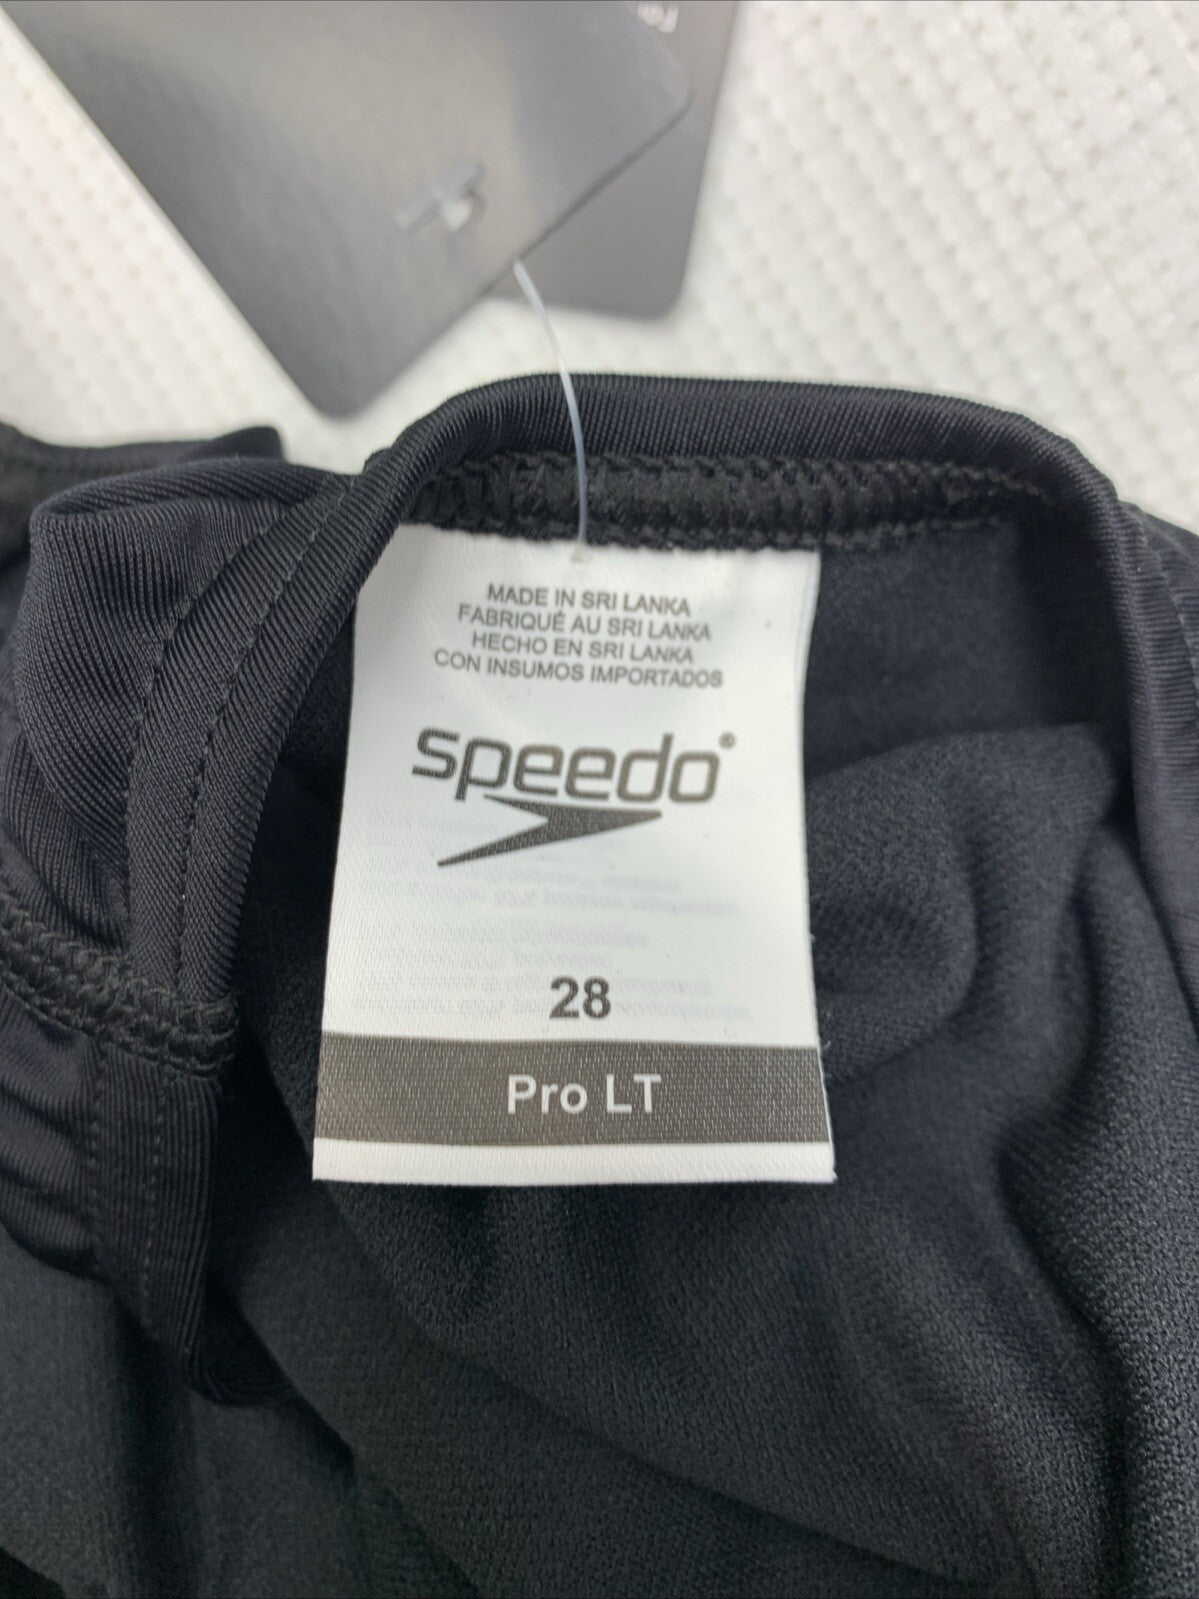 MADE IN SRI LANKA
FABRIQUÉ AU SRI LANKA
HECHO EN SRI LANKA
CON INSUMOS IMPORTADOS
speedo®
28
Pro LT